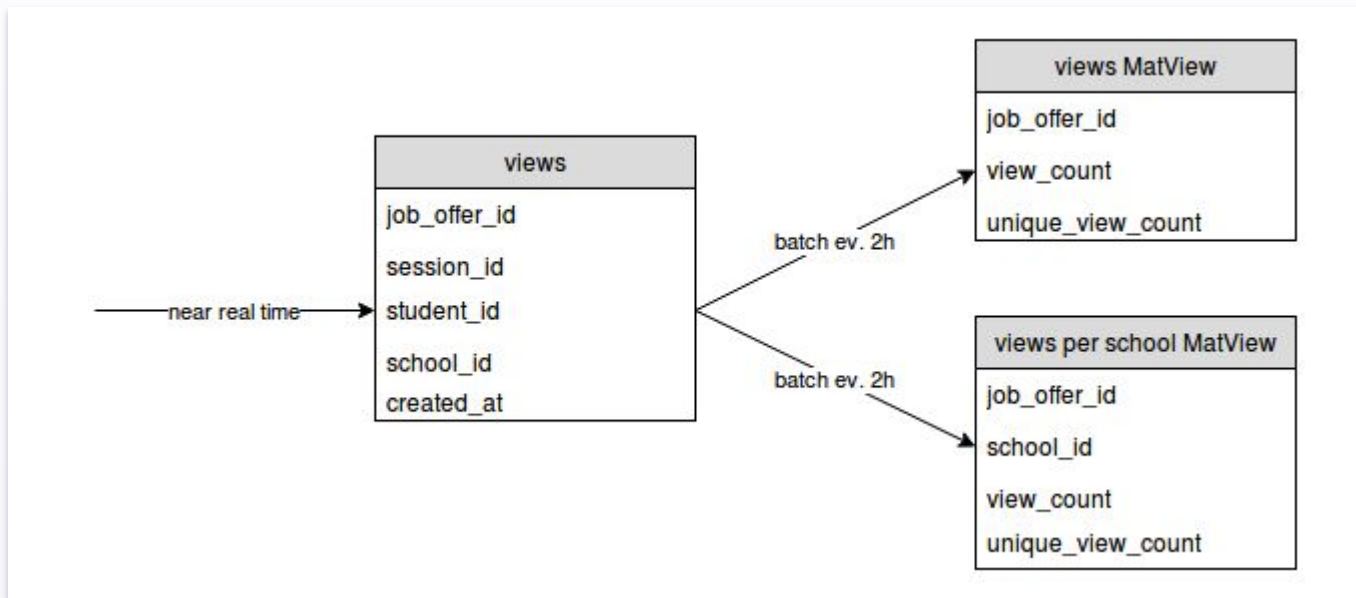 near real time
views
job_offer_id
session_id
student_id
school_id
created_at
batch ev. 2h
batch ev. 2h
views MatView
job_offer_id
view_count
unique_view_count
views per school MatView
job_offer_id
school_id
view_count
unique_view_count